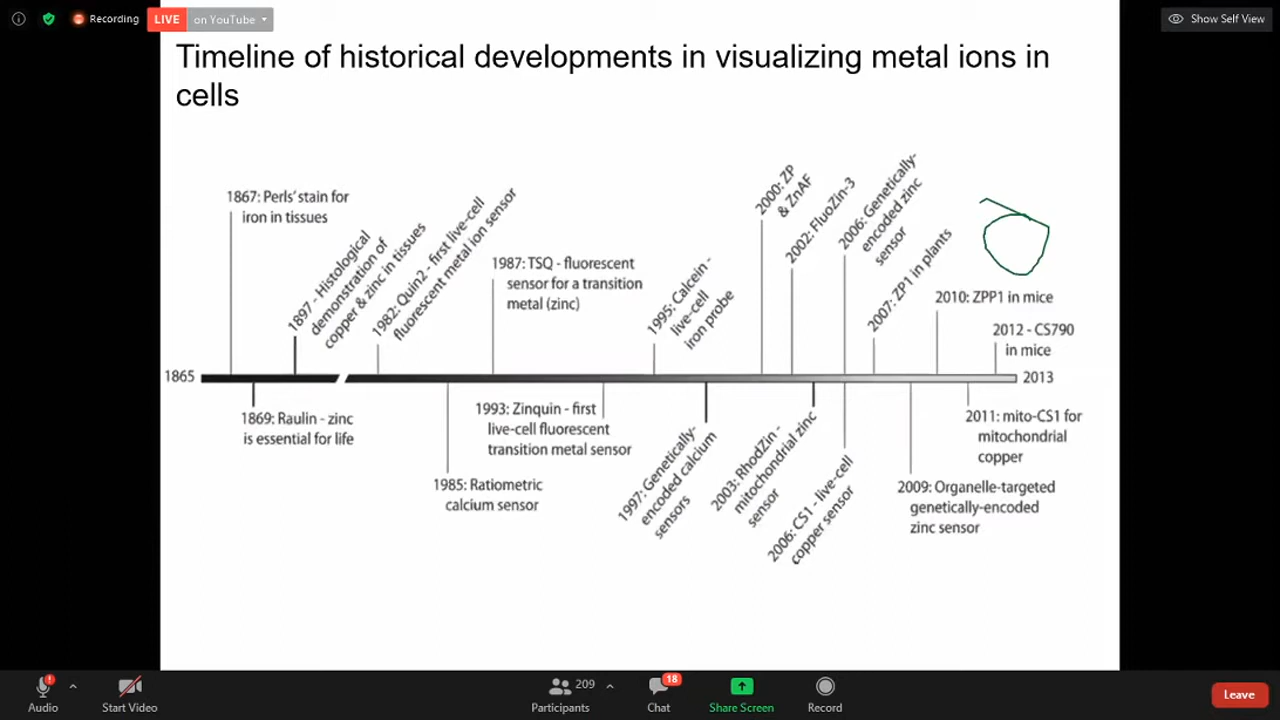 Recording
LIVE on YouTube
Show Self View
Timeline of historical developments in visualizing metal ions in
cells
1867: Perls' stain for
iron in tissues
1897 - Histological
demonstration of
copper & zinc in tissues
1982: Quin2 - first live-cell
fluorescent metal ion sensor
1987: TSQ - fluorescent
sensor for a transition
metal (zinc)
1995: Calcein -
live-cell
iron probe
2000: ZP
& ZnAF
2002: FluoZin-3
2006: Genetically-
encoded zinc
sensor
2007: ZP1 in plants
2010: ZPP1 in mice
2012 - CS790
in mice
1865
2013
1869: Raulin - zinc
is essential for life
1985: Ratiometric
calcium sensor
1993: Zinquin - first
live-cell fluorescent
transition metal sensor
1997: Genetically-
encoded calcium
sensors
2003: RhodZin -
mitochondrial zinc
sensor
2006: CS1 - live-cell
copper sensor
2009: Organelle-targeted
genetically-encoded
zinc sensor
2011: mito-CS1 for
mitochondrial
copper
Audio
Start Video
209
Participants
18
Chat
Share Screen
Record
Leave